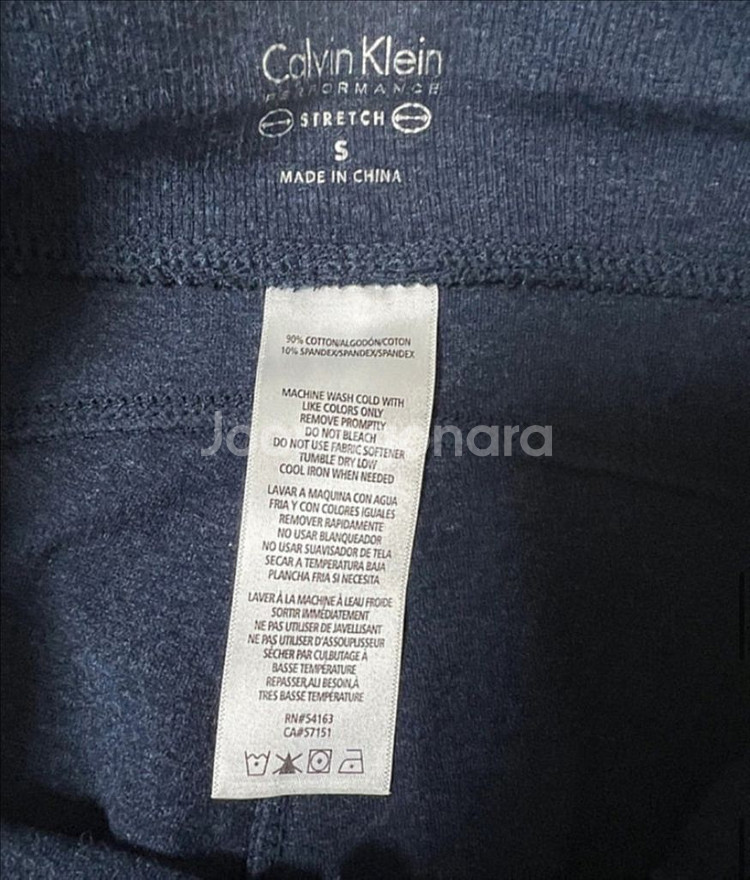 Calvin Klein
PERFORMANCE
STRETCH
S
MADE IN CHINA
90% COTTON/ALGODÓN/COTON
10% SPANDEX/SPANDEX/SPANDEX
MACHINE WASH COLD WITH
LIKE COLORS ONLY
REMOVE PROMPTLY
DO NOT BLEACH
DO NOT USE FABRIC SOFTENER
TUMBLE DRY LOW
COOL IRON WHEN NEEDED
LAVAR A MAQUINA CON AGUA
FRIA Y CON COLORES IGUALES
REMOVER RAPIDAMENTE
NO USAR BLANQUEADOR
NO USAR SUAVISADOR DE TELA
SECAR A TEMPERATURA BAJA
PLANCHA FRIA SI NECESITA
LAVER À LA MACHINE À LEAU FROIDE
SORTIR IMMÉDIATEMENT
NE PAS UTILISER DE JAVELLISANT
NE PAS UTILISER D'ASSOUPLISSEUR
SÉCHER PAR CULBUTAGE À
BASSE TEMPÉRATURE
REPASSER,AU BESOIN,À
TRES BASSE TEMPÉRATURE
RN#54163
CA#57151